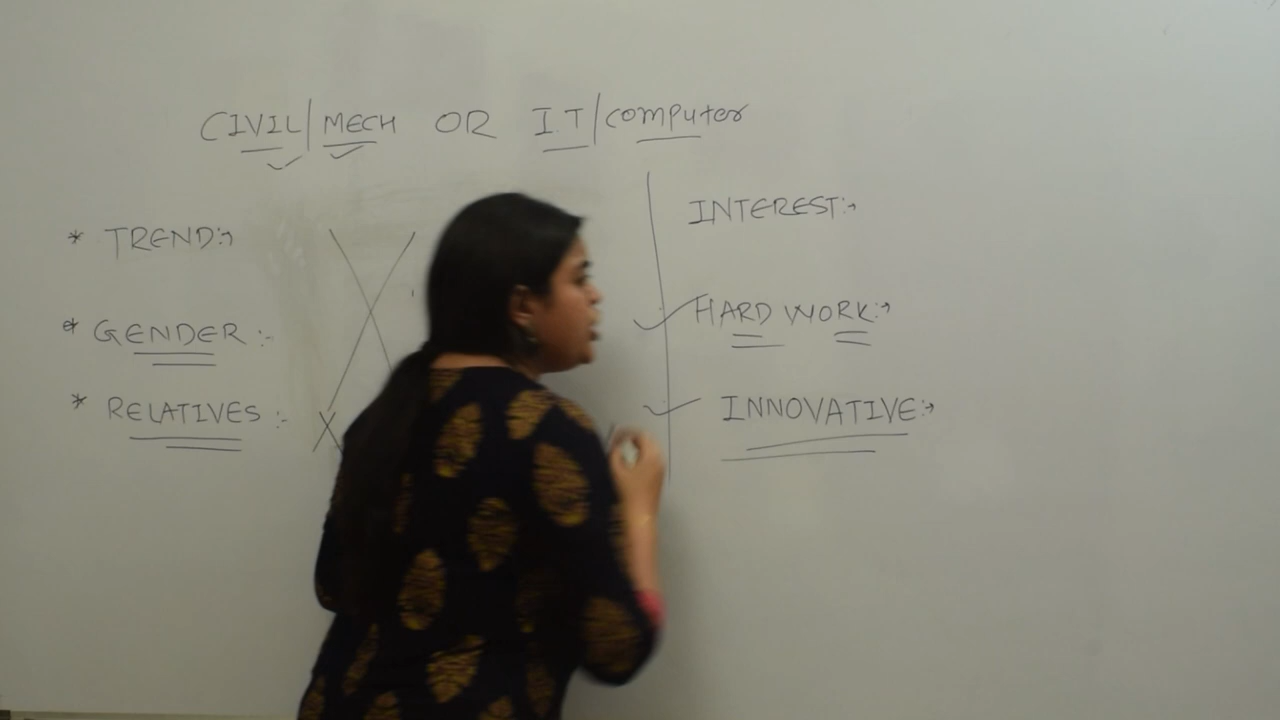 CIVIL/MECH OR I.T/computer
* TREND:→
* GENDER :-
* RELATIVES :-
INTEREST:→
HARD WORK:→
INNOVATIVE:→